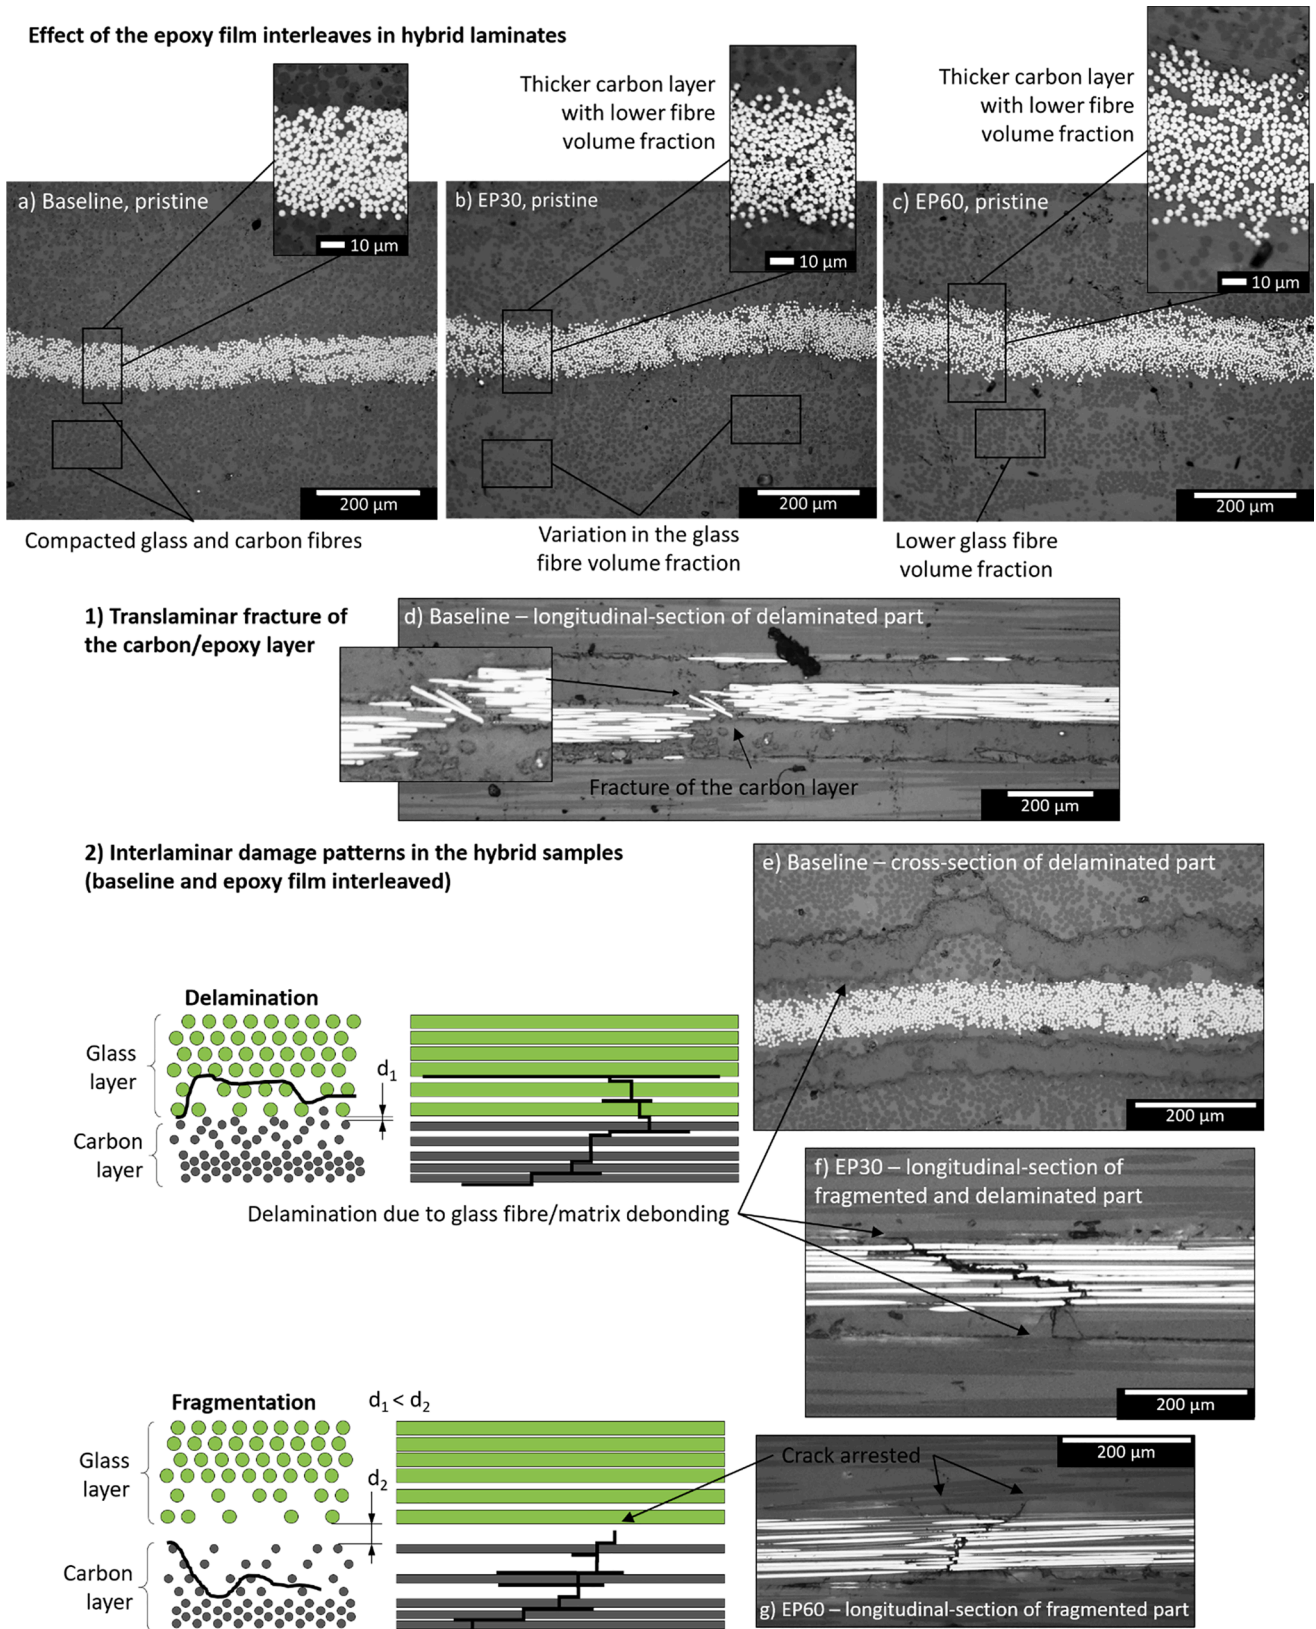 Effect of the epoxy film interleaves in hybrid laminates
Thicker carbon layer
with lower fibre
volume fraction
Thicker carbon layer
with lower fibre
volume fraction
a) Baseline, pristine
10 µm
b) EP30, pristine
10 µm
c) EP60, pristine
10 µm
200 µm
200 µm
200 µm
Compacted glass and carbon fibres
Variation in the glass
fibre volume fraction
Lower glass fibre
volume fraction
1) Translaminar fracture of
the carbon/epoxy layer
d) Baseline – longitudinal-section of delaminated part
Fracture of the carbon layer
200 µm
2) Interlaminar damage patterns in the hybrid samples
(baseline and epoxy film interleaved)
e) Baseline – cross-section of delaminated part
200 µm
Delamination
Glass
layer
d₁
Carbon
layer
Delamination due to glass fibre/matrix debonding
f) EP30 – longitudinal-section of
fragmented and delaminated part
200 µm
Fragmentation
d₁ < d₂
Glass
layer
d₂
Carbon
layer
Crack arrested
200 µm
g) EP60 – longitudinal-section of fragmented part